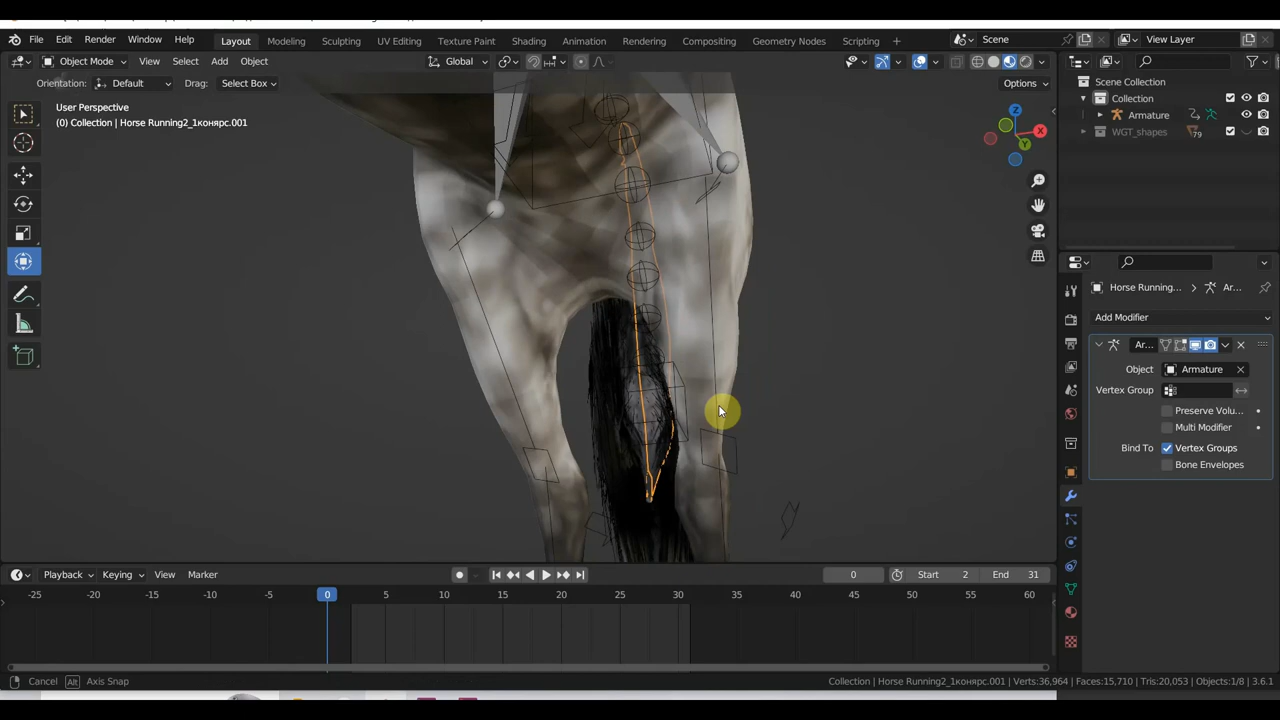 File Edit Render Window Help Layout Modeling Sculpting UV Editing Texture Paint Shading Animation Rendering Compositing Geometry Nodes Scripting + Scene View Layer
Object Mode View Select Add Object Global
Orientation: Default Drag: Select Box Options
User Perspective
(0) Collection | Horse Running2_1конярс.001
Scene Collection
Collection
Armature
WGT_shapes 79
X
Y
Z
Horse Running... Ar...
Add Modifier
Ar...
Object Armature
Vertex Group
Preserve Volu...
Multi Modifier
Bind To Vertex Groups
Bone Envelopes
Playback Keying View Marker 0 Start 2 End 31
-25 -20 -15 -10 -5 0 5 10 15 20 25 30 35 40 45 50 55 60
Cancel Alt Axis Snap Collection | Horse Running2_1конярс.001 | Verts:36,964 | Faces:15,710 | Tris:20,053 | Objects:1/8 | 3.6.1